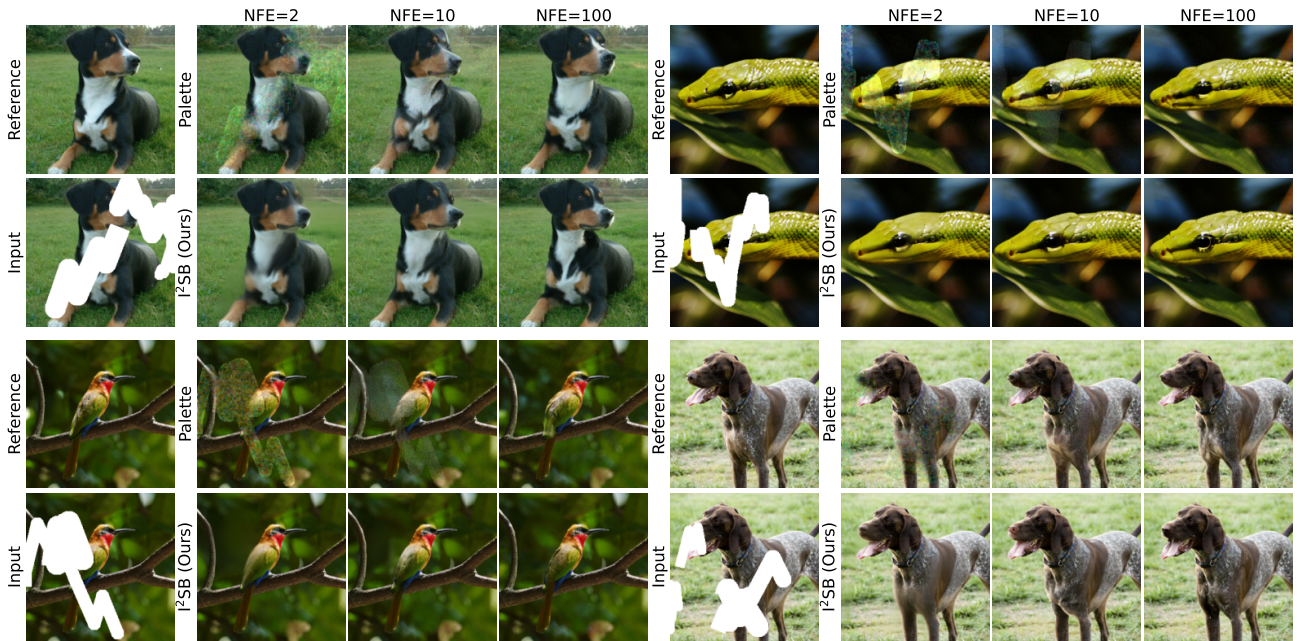 NFE=2 NFE=10 NFE=100 NFE=2 NFE=10 NFE=100
Reference
Palette
Reference
Palette
Input
I²SB (Ours)
Input
I²SB (Ours)
Reference
Palette
Reference
Palette
Input
I²SB (Ours)
Input
I²SB (Ours)